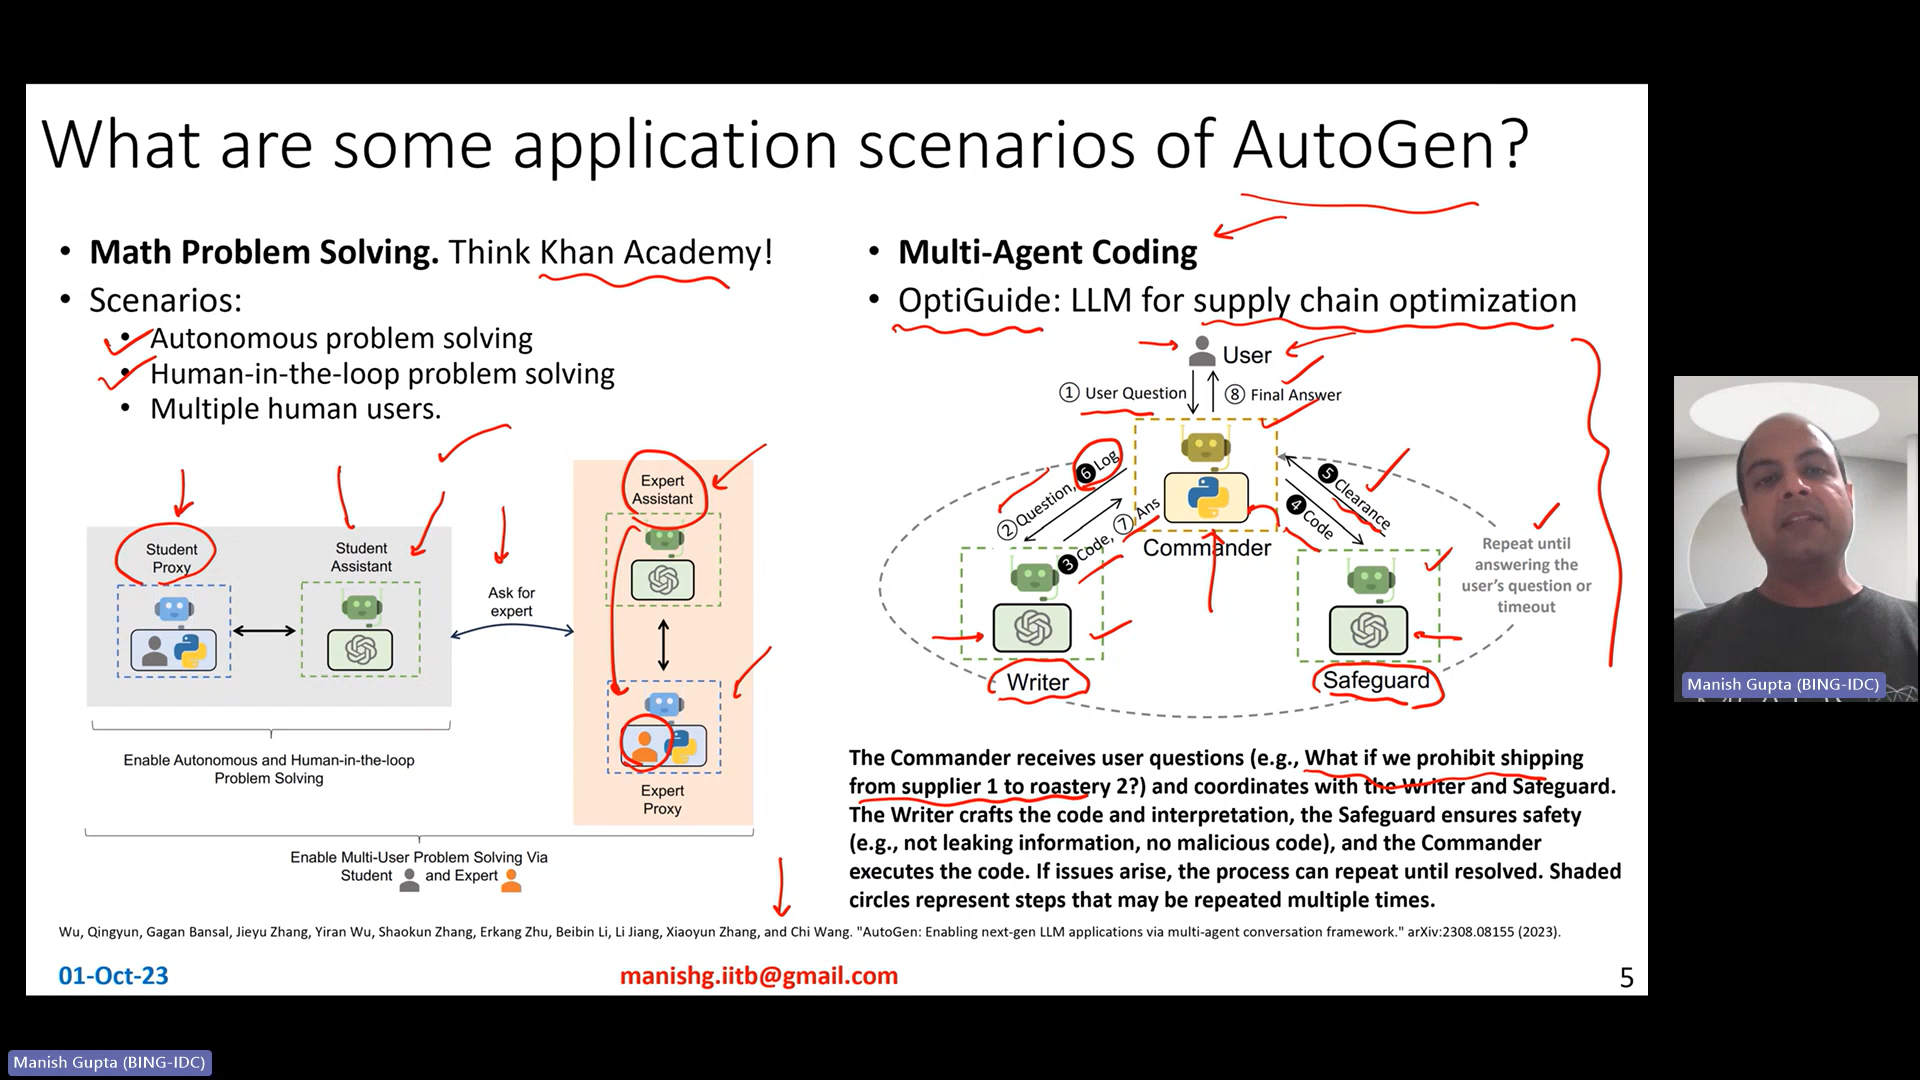 What are some application scenarios of AutoGen?
• Math Problem Solving. Think Khan Academy!
• Scenarios:
• Autonomous problem solving
• Human-in-the-loop problem solving
• Multiple human users.
Student
Proxy
Student
Assistant
Ask for
expert
Expert
Assistant
Expert
Proxy
Enable Autonomous and Human-in-the-loop
Problem Solving
Enable Multi-User Problem Solving Via
Student and Expert
• Multi-Agent Coding
• OptiGuide: LLM for supply chain optimization
User
① User Question
⑧ Final Answer
② Question, ❻ Log
❸ Code, ⑦ Ans
Commander
❺ Clearance
❹ Code
Repeat until
answering the
user's question or
timeout
Writer
Safeguard
The Commander receives user questions (e.g., What if we prohibit shipping
from supplier 1 to roastery 2?) and coordinates with the Writer and Safeguard.
The Writer crafts the code and interpretation, the Safeguard ensures safety
(e.g., not leaking information, no malicious code), and the Commander
executes the code. If issues arise, the process can repeat until resolved. Shaded
circles represent steps that may be repeated multiple times.
Wu, Qingyun, Gagan Bansal, Jieyu Zhang, Yiran Wu, Shaokun Zhang, Erkang Zhu, Beibin Li, Li Jiang, Xiaoyun Zhang, and Chi Wang. "AutoGen: Enabling next-gen LLM applications via multi-agent conversation framework." arXiv:2308.08155 (2023).
01-Oct-23
manishg.iitb@gmail.com
5
Manish Gupta (BING-IDC)
Manish Gupta (BING-IDC)